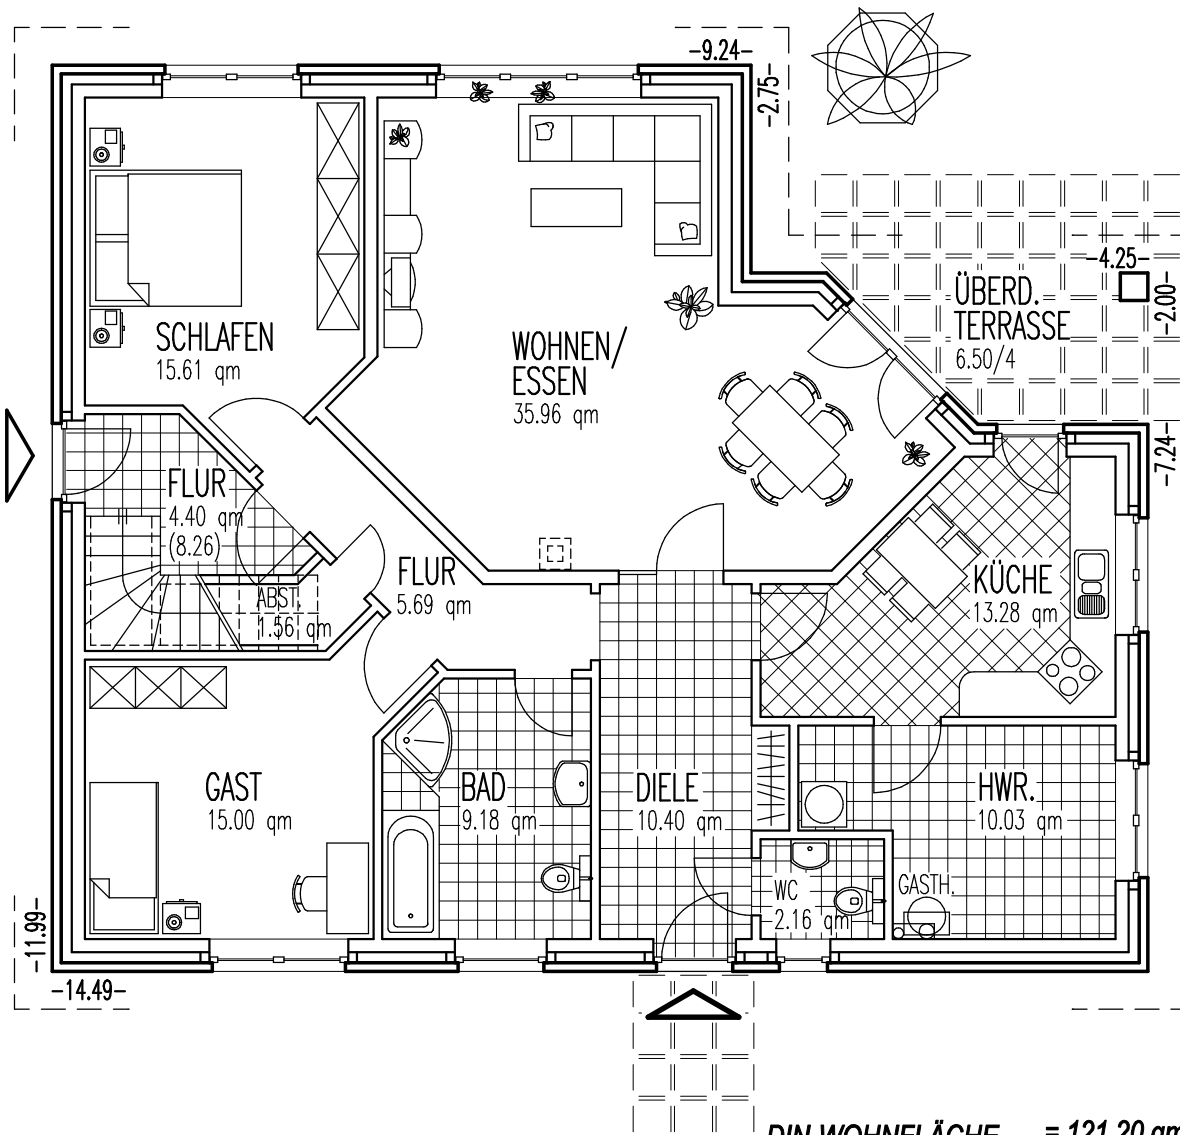 -9.24-
-2.75-
-4.25-
-2.00-
ÜBERD.
TERRASSE
6.50/4
SCHLAFEN
15.61 qm
WOHNEN/
ESSEN
35.96 qm
-7.24-
FLUR
4.40 qm
(8.26)
FLUR
5.69 qm
ABST.
1.56 qm
KÜCHE
13.28 qm
GAST
15.00 qm
BAD
9.18 qm
DIELE
10.40 qm
HWR.
10.03 qm
WC
2.16 qm
GASTH.
-11.99-
-14.49-
DIN WOHNFLÄCHE = 121.20 qm